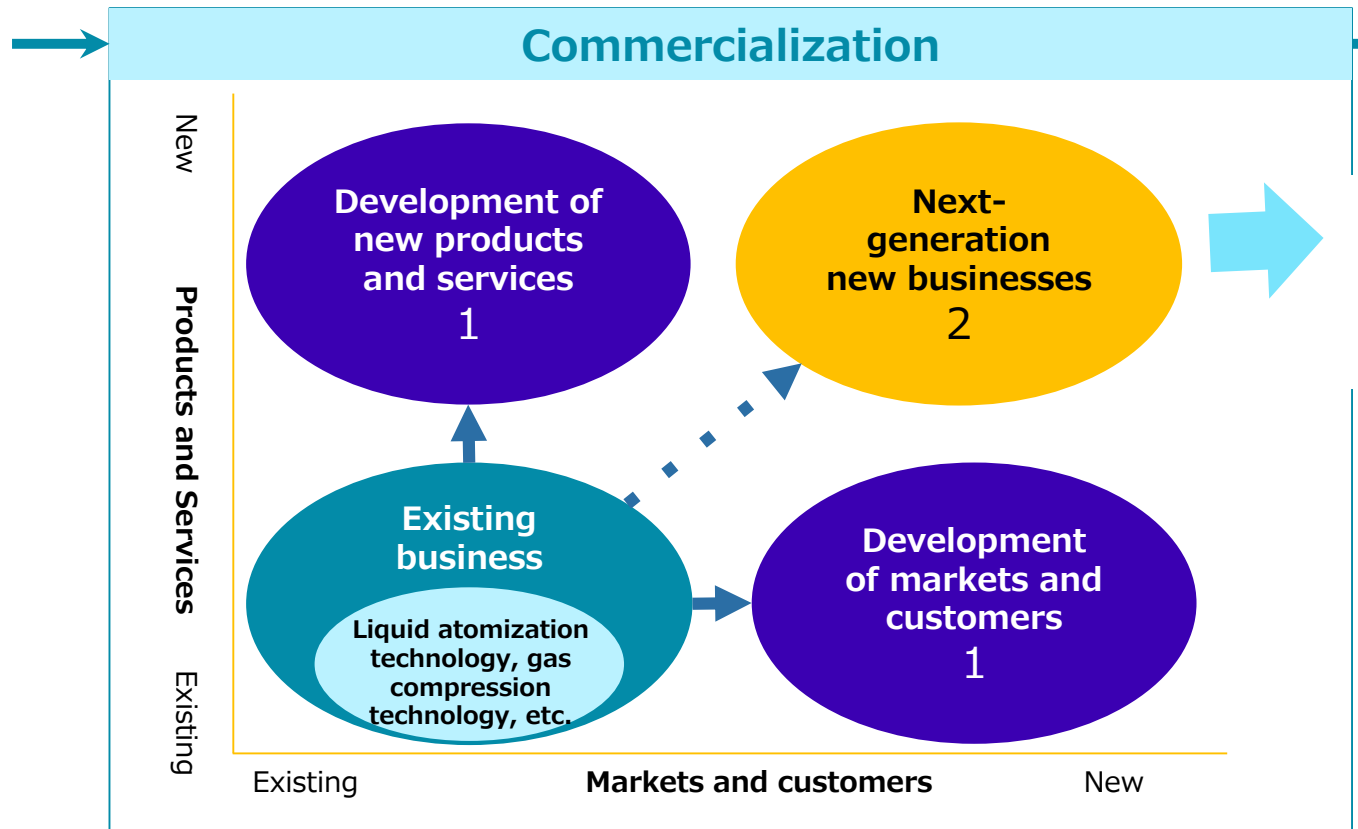 Commercialization
New
Products and Services
Existing
Development of
new products
and services
1
Next-
generation
new businesses
2
Existing
business
Liquid atomization
technology, gas
compression
technology, etc.
Development
of markets and
customers
1
Existing
Markets and customers
New